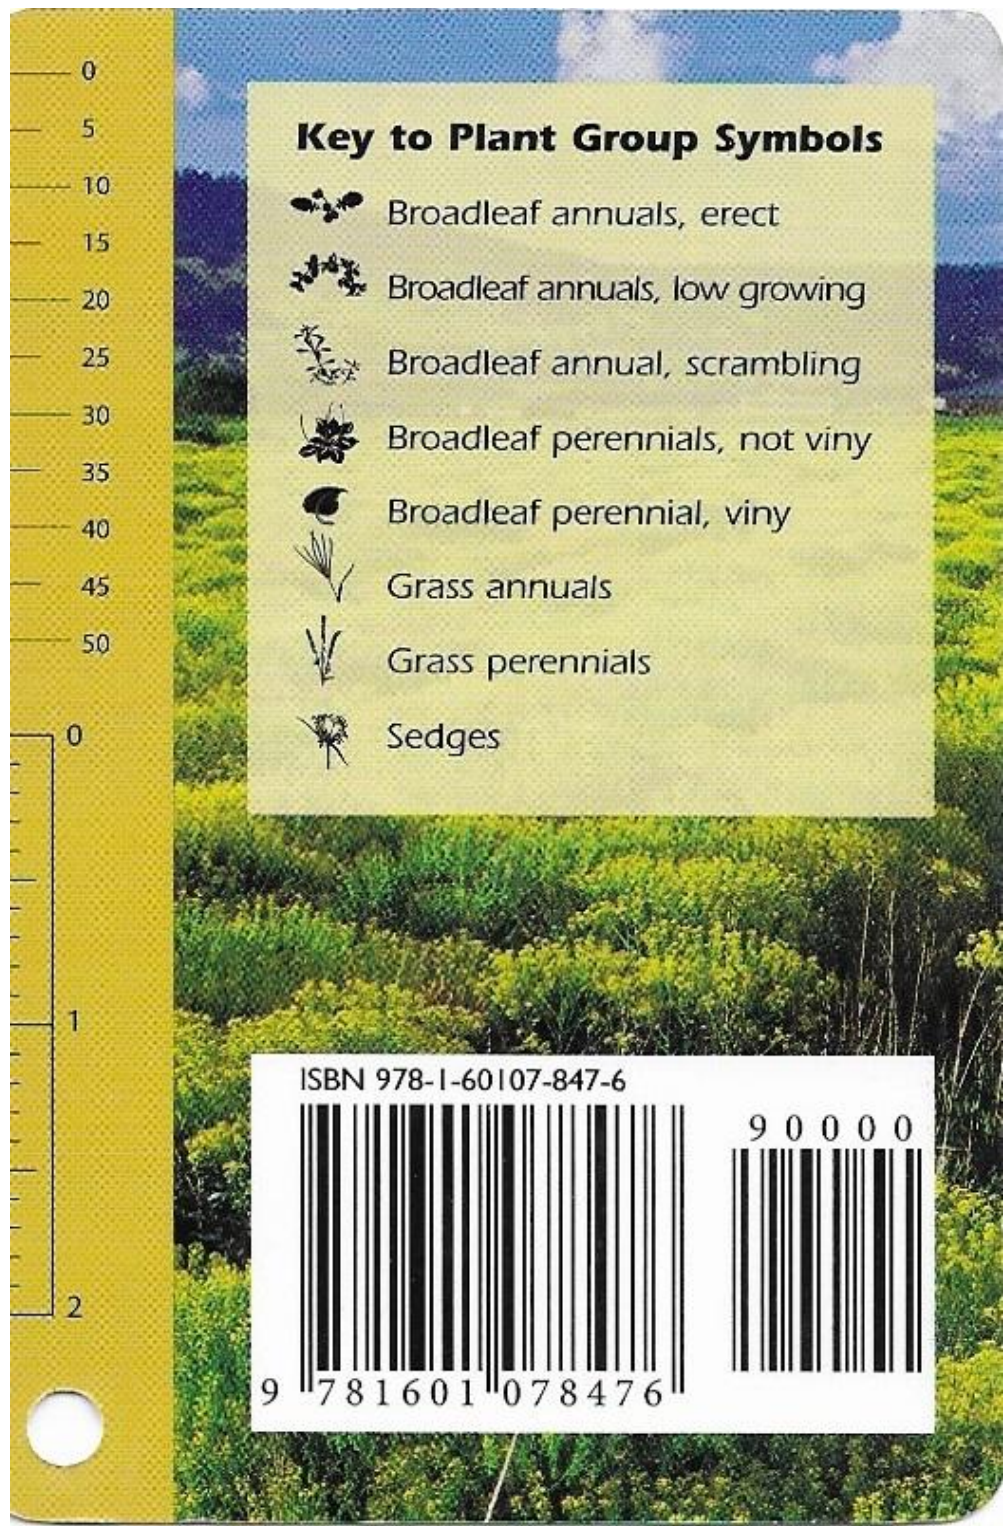 0
5
10
15
20
25
30
35
40
45
50
0
1
2
Key to Plant Group Symbols
Broadleaf annuals, erect
Broadleaf annuals, low growing
Broadleaf annual, scrambling
Broadleaf perennials, not viny
Broadleaf perennial, viny
Grass annuals
Grass perennials
Sedges
ISBN 978-1-60107-847-6
90000
9 781601 078476